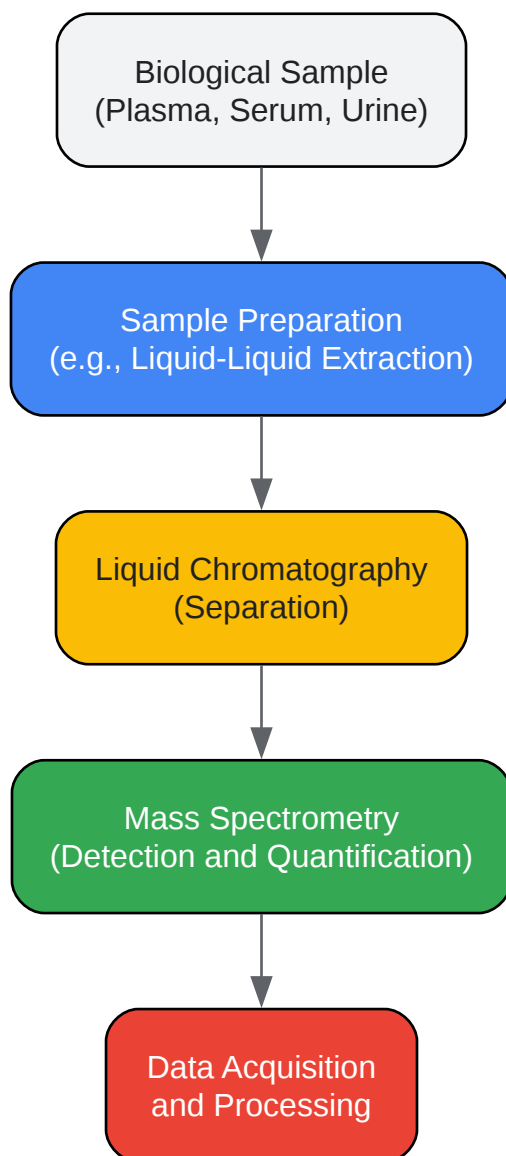 Biological Sample
(Plasma, Serum, Urine)
Sample Preparation
(e.g., Liquid-Liquid Extraction)
Liquid Chromatography
(Separation)
Mass Spectrometry
(Detection and Quantification)
Data Acquisition
and Processing